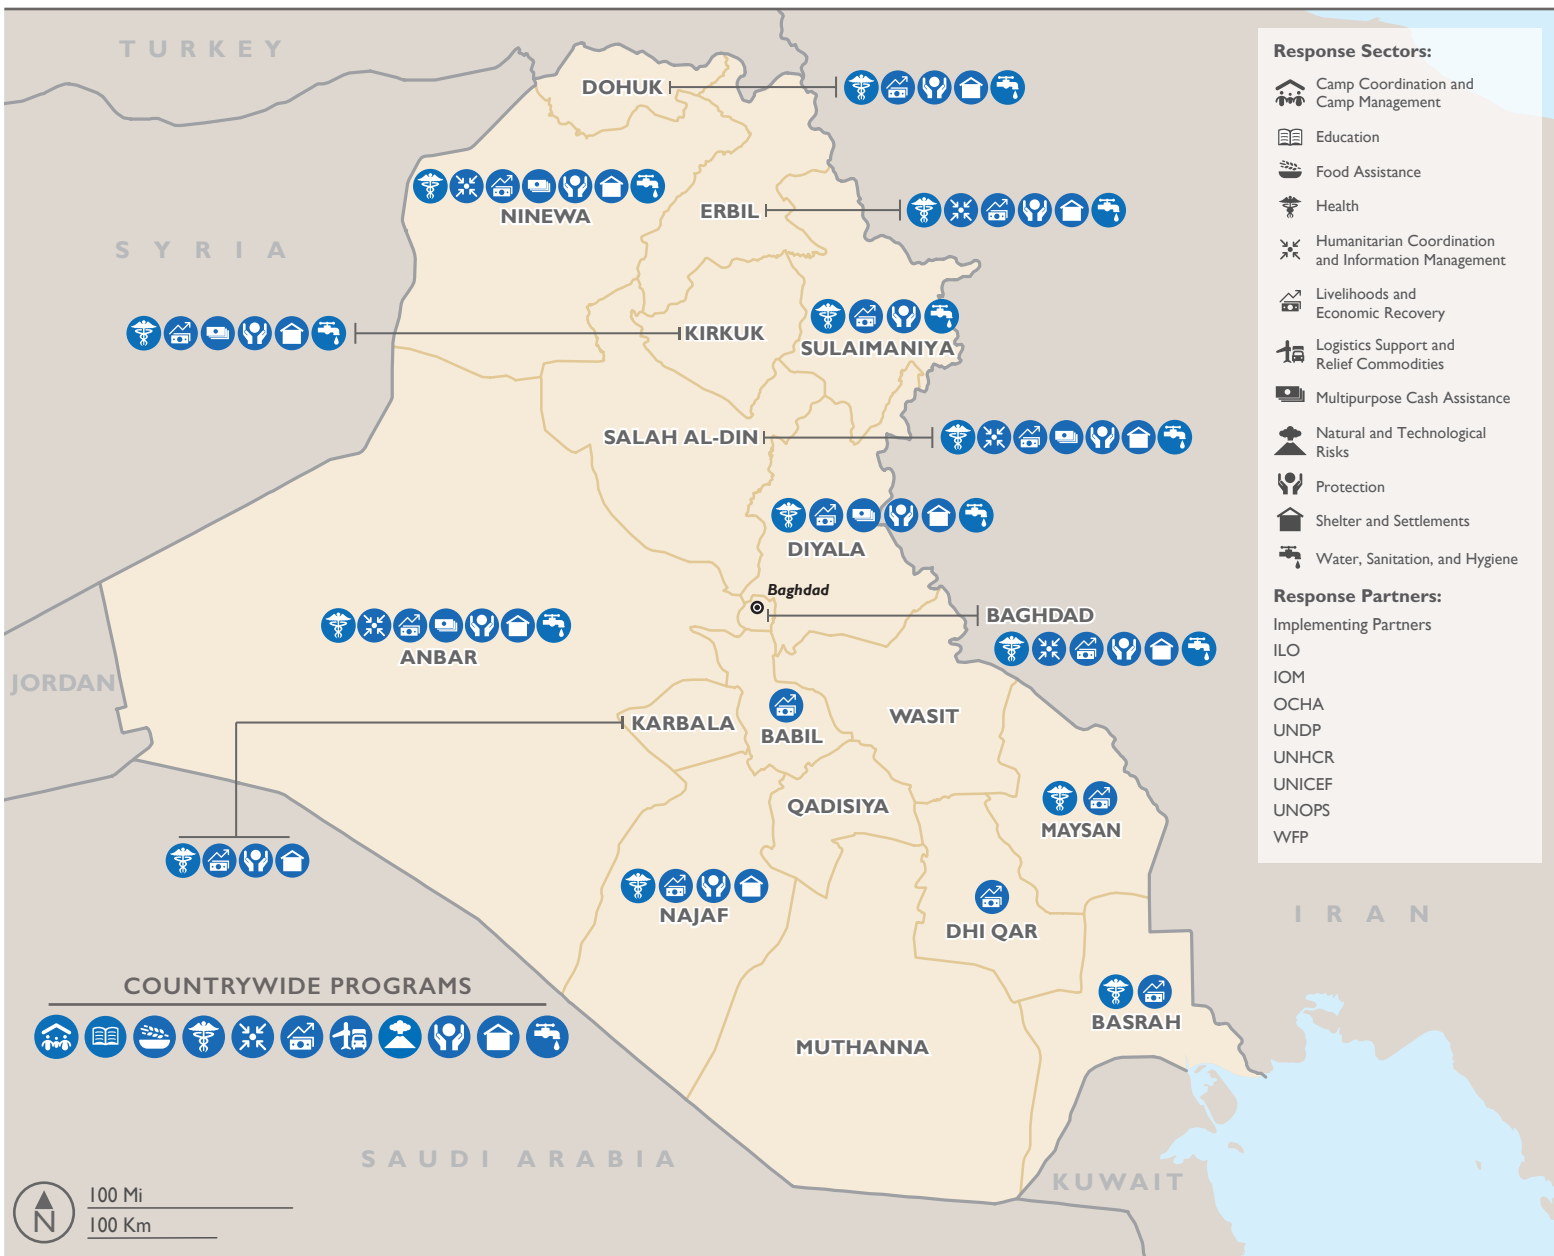 TURKEY
DOHUK
NINEWA
ERBIL
SYRIA
KIRKUK
SULAIMANIYA
SALAH AL-DIN
DIYALA
Baghdad
BAGHDAD
ANBAR
JORDAN
KARBALA
BABIL
WASIT
QADISIYA
MAYSAN
NAJAF
DHI QAR
IRAN
COUNTRYWIDE PROGRAMS
BASRAH
MUTHANNA
SAUDI ARABIA
KUWAIT
N
100 Mi
100 Km
Response Sectors:
Camp Coordination and
Camp Management
Education
Food Assistance
Health
Humanitarian Coordination
and Information Management
Livelihoods and
Economic Recovery
Logistics Support and
Relief Commodities
Multipurpose Cash Assistance
Natural and Technological
Risks
Protection
Shelter and Settlements
Water, Sanitation, and Hygiene
Response Partners:
Implementing Partners
ILO
IOM
OCHA
UNDP
UNHCR
UNICEF
UNOPS
WFP